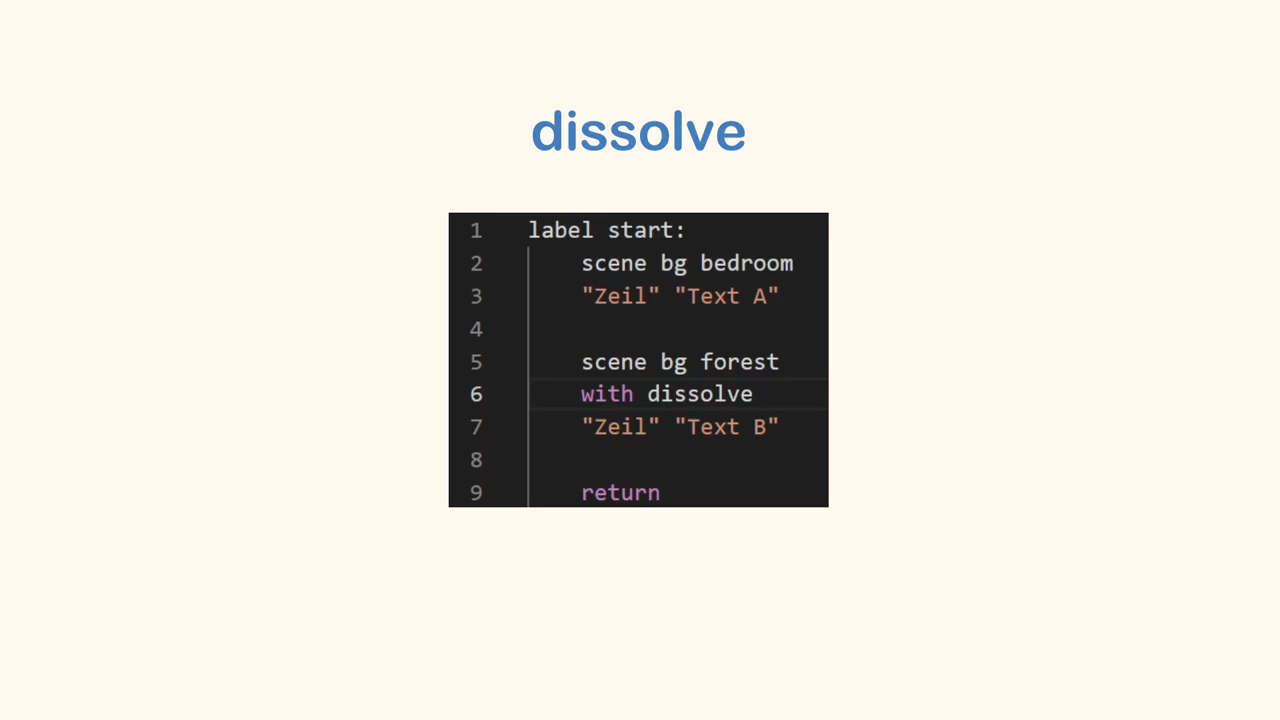 dissolve
1 label start:
2 scene bg bedroom
3 "Zeil" "Text A"
4
5 scene bg forest
6 with dissolve
7 "Zeil" "Text B"
8
9 return